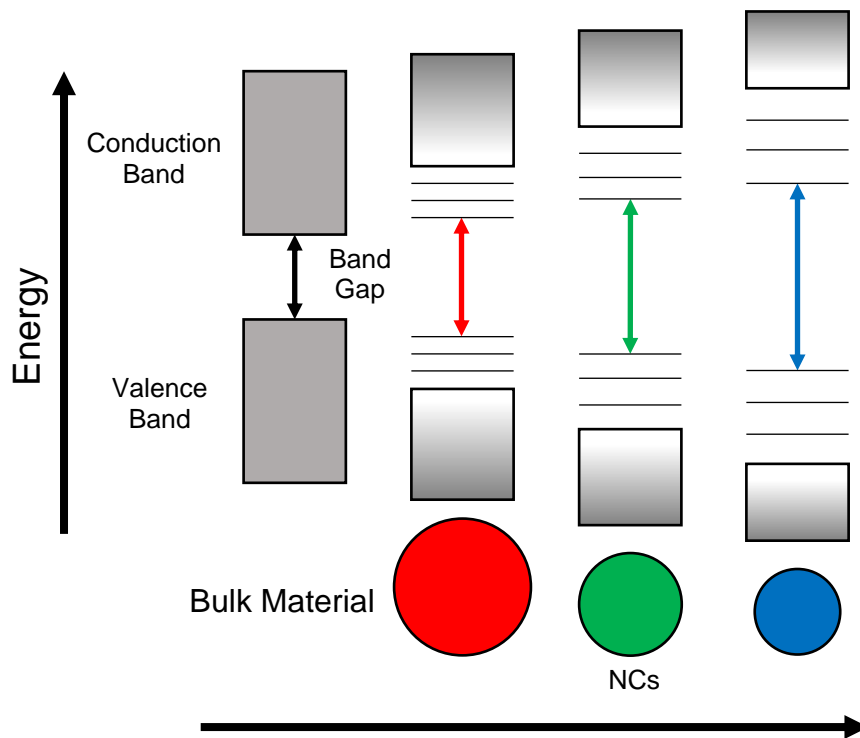 Conduction
Band
Band
Gap
Energy
Valence
Band
Bulk Material
NCs